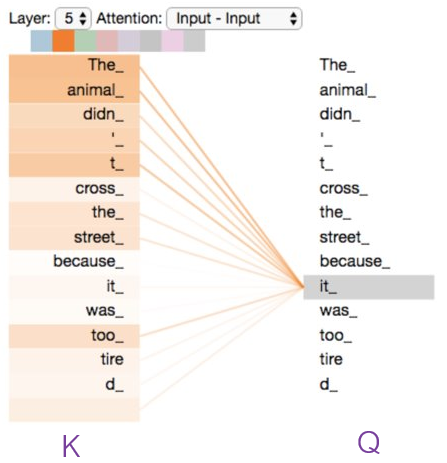 Layer: 5 Attention: Input - Input
The_ The_
animal_ animal_
didn_ didn_
'_ '_
t_ t_
cross_ cross_
the_ the_
street_ street_
because_ because_
it_ it_
was_ was_
too_ too_
tire tire
d_ d_
K Q